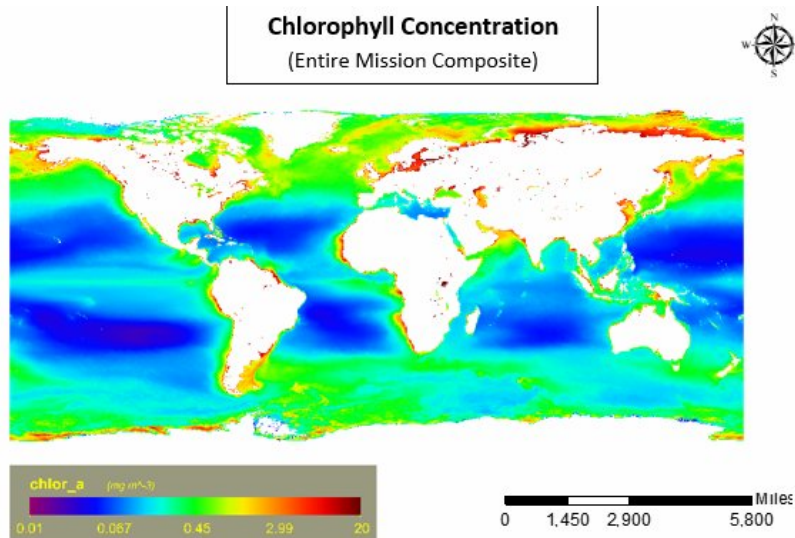 Chlorophyll Concentration
(Entire Mission Composite)
N
W E
S
chlor_a (mg m^-3)
0.01 0.067 0.45 2.99 20
Miles
0 1,450 2,900 5,800